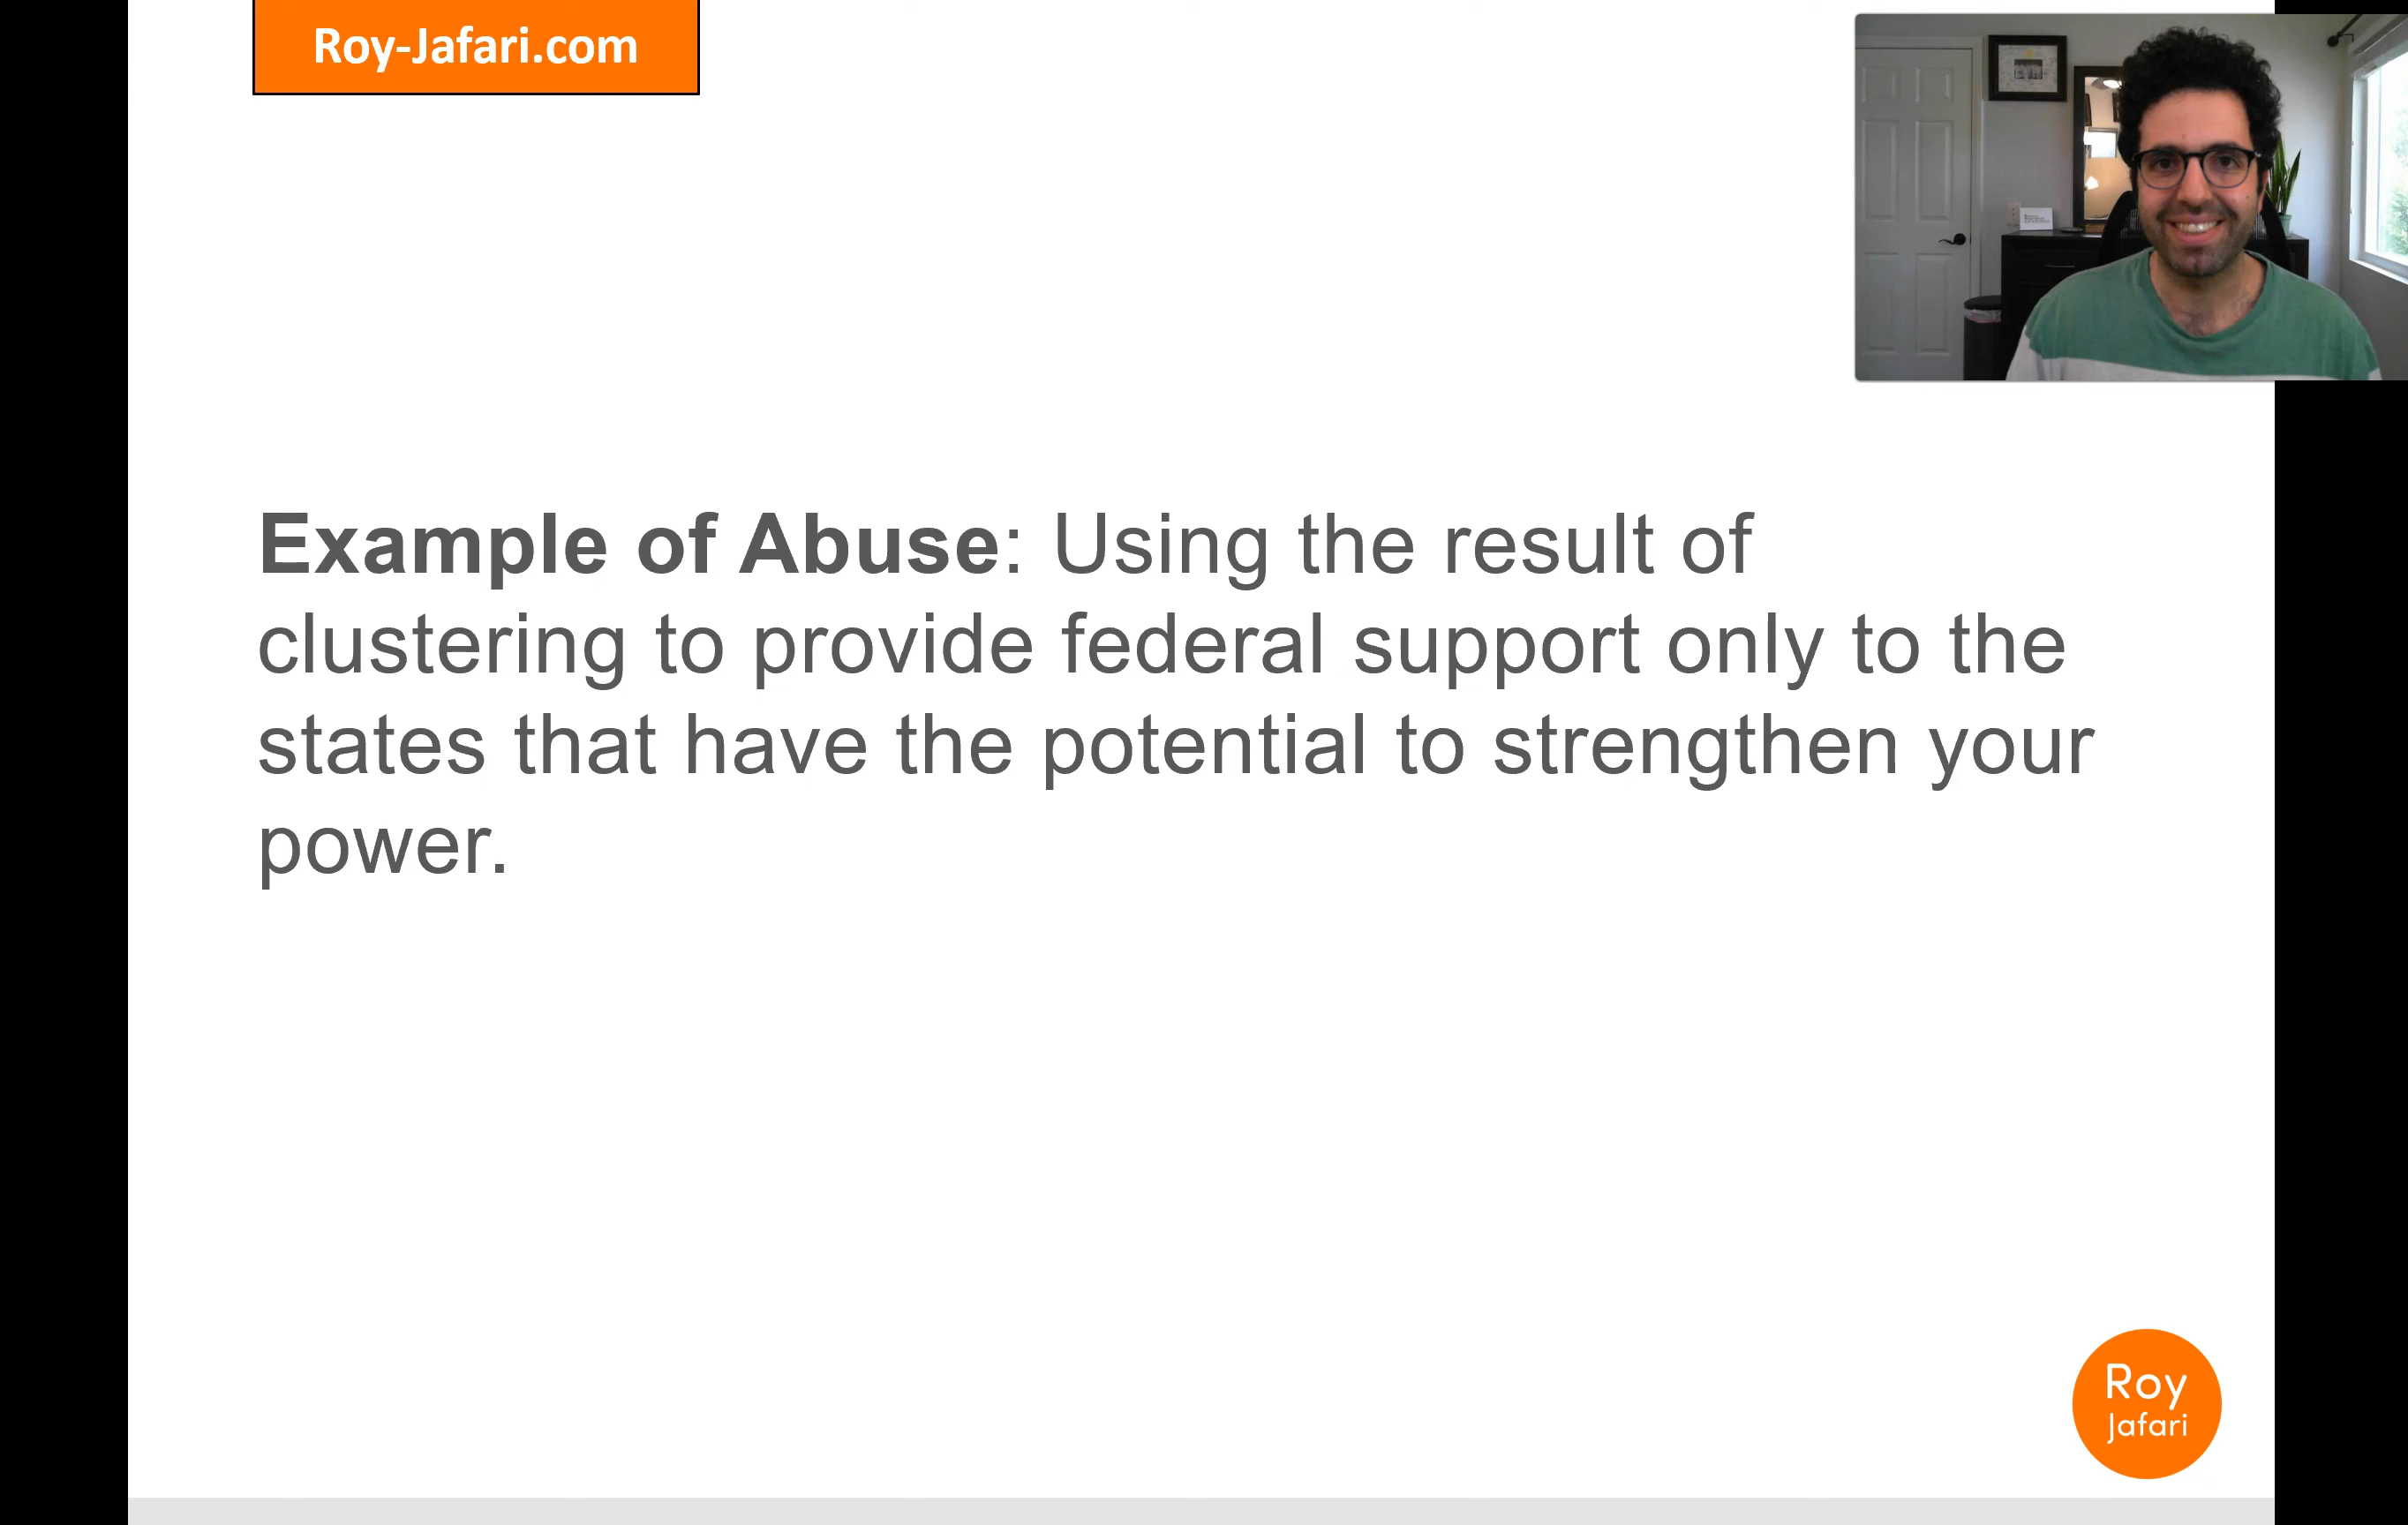 Roy-Jafari.com
Example of Abuse: Using the result of
clustering to provide federal support only to the
states that have the potential to strengthen your
power.
Roy
Jafari